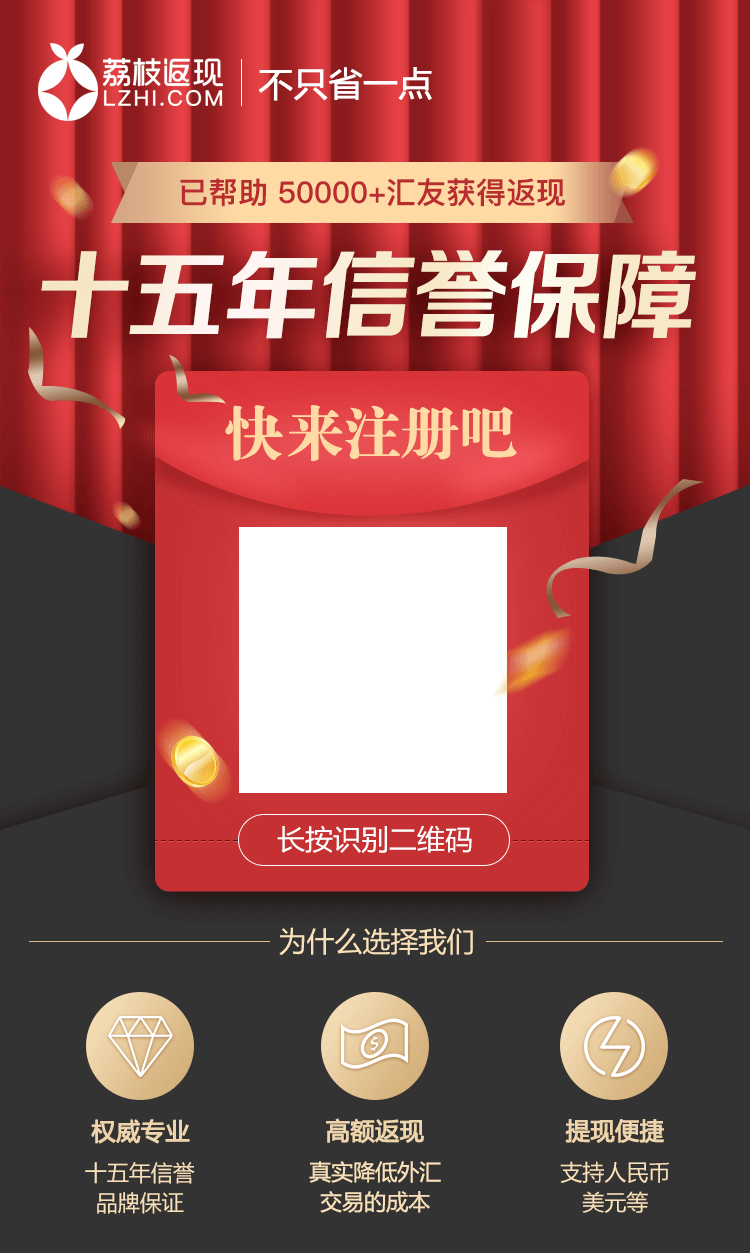 荔枝返现
LZHI.COM
不只省一点
已帮助 50000+汇友获得返现
十五年信誉保障
快来注册吧
长按识别二维码
为什么选择我们
权威专业
十五年信誉
品牌保证
高额返现
真实降低外汇
交易的成本
提现便捷
支持人民币
美元等